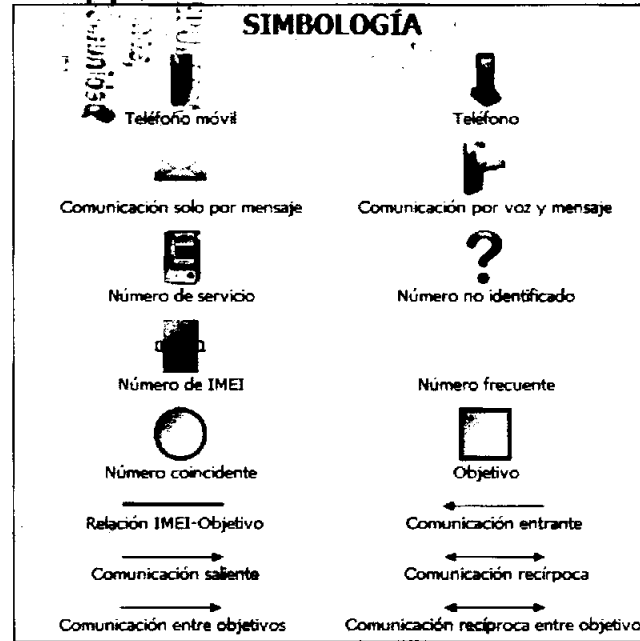 SIMBOLOGÍA
Teléfono móvil
Teléfono
Comunicación solo por mensaje
Comunicación por voz y mensaje
Número de servicio
Número no identificado
Número de IMEI
Número frecuente
Número coincidente
Objetivo
Relación IMEI-Objetivo
Comunicación entrante
Comunicación saliente
Comunicación recírpoca
Comunicación entre objetivos
Comunicación recíproca entre objetivo